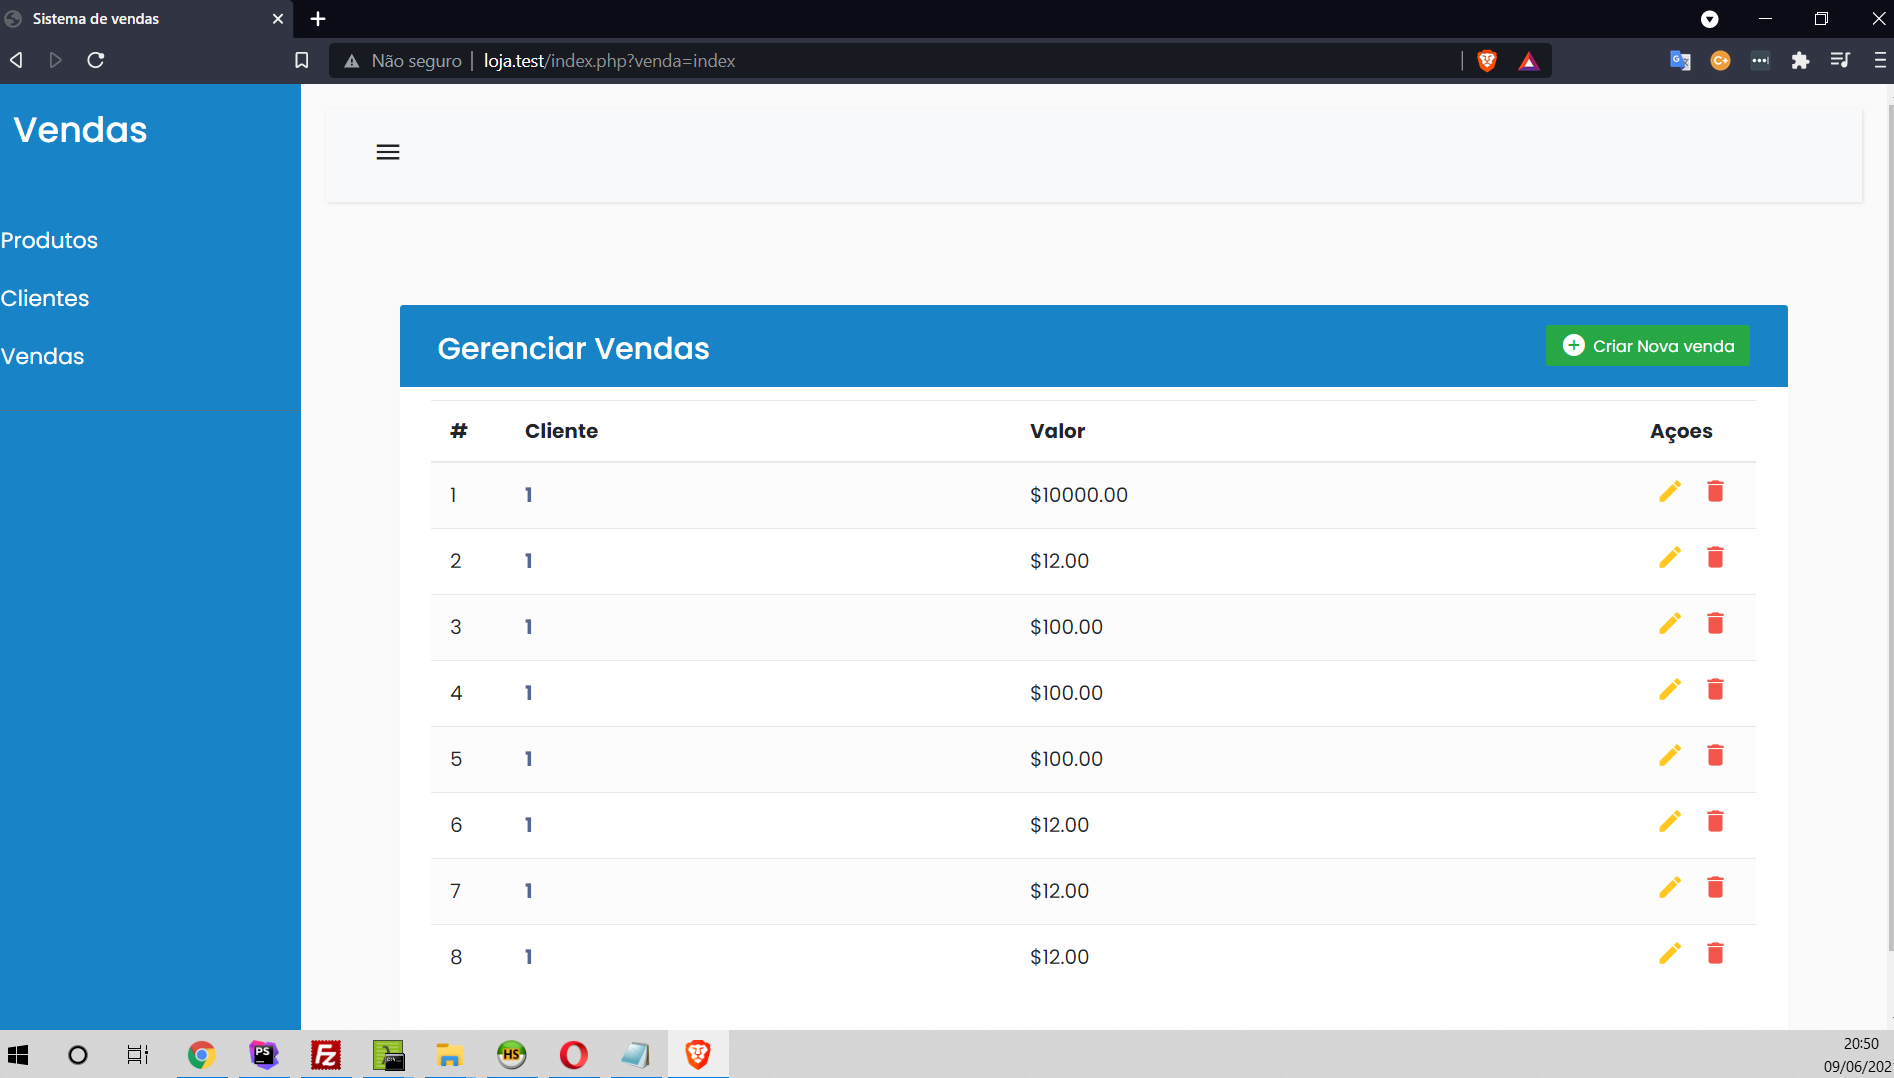 Sistema de vendas
Não seguro loja.test/index.php?venda=index
Vendas
Produtos
Clientes
Vendas
Gerenciar Vendas
Criar Nova venda
# Cliente Valor Açoes
1 1 $10000.00
2 1 $12.00
3 1 $100.00
4 1 $100.00
5 1 $100.00
6 1 $12.00
7 1 $12.00
8 1 $12.00
20:50
09/06/202